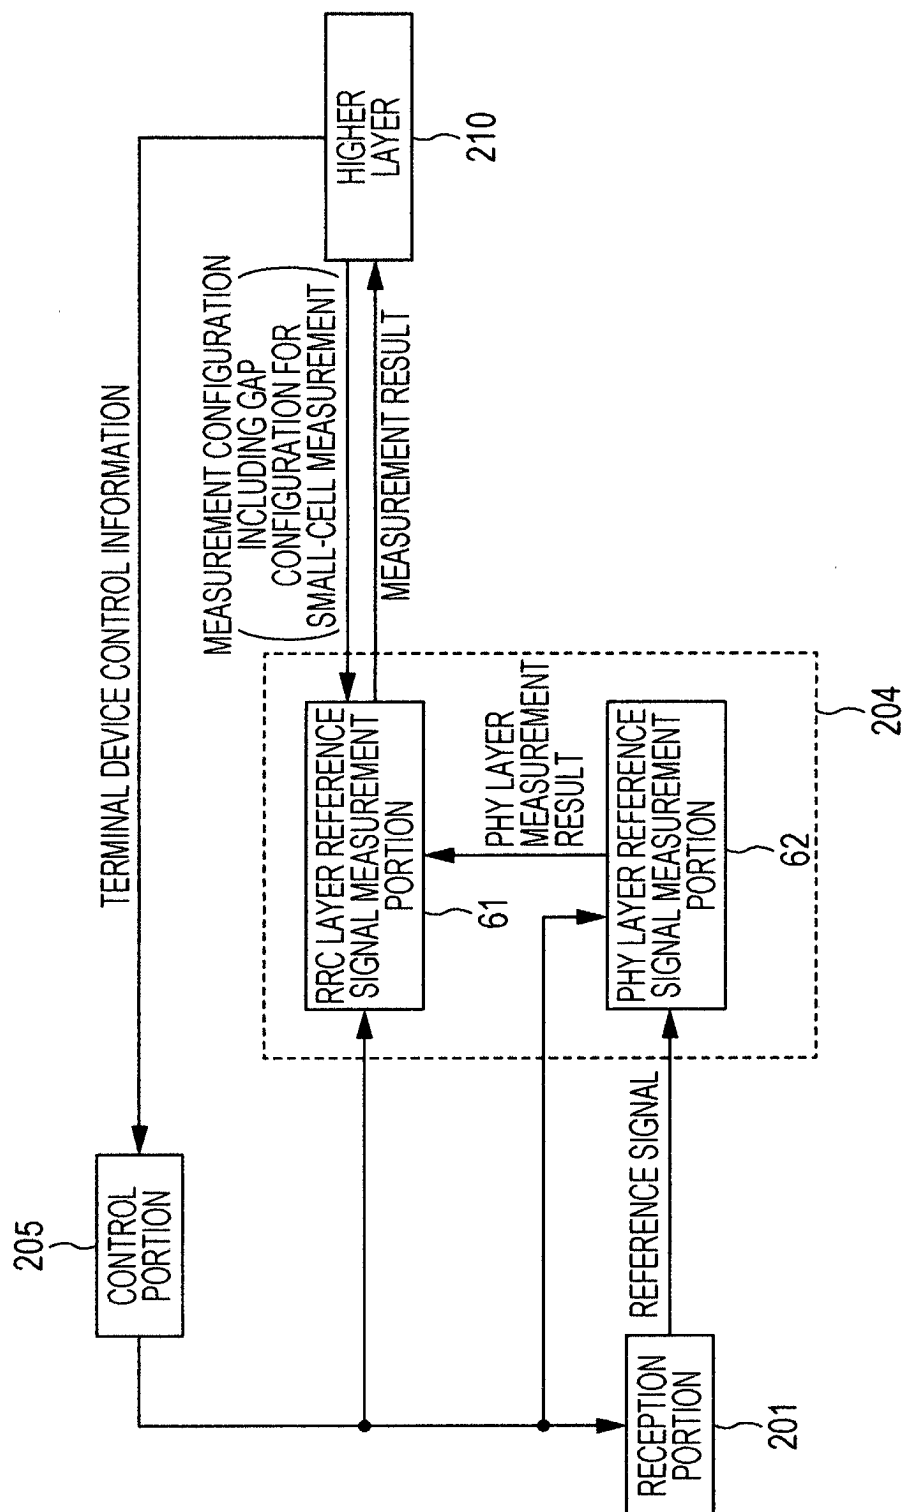 TERMINAL DEVICE CONTROL INFORMATION
205
CONTROL
PORTION
HIGHER
LAYER
210
MEASUREMENT CONFIGURATION
INCLUDING GAP
CONFIGURATION FOR
SMALL-CELL MEASUREMENT
MEASUREMENT RESULT
RRC LAYER REFERENCE
SIGNAL MEASUREMENT
PORTION
61
PHY LAYER
MEASUREMENT
RESULT
PHY LAYER REFERENCE
SIGNAL MEASUREMENT
PORTION
62
204
REFERENCE SIGNAL
RECEPTION
PORTION
201